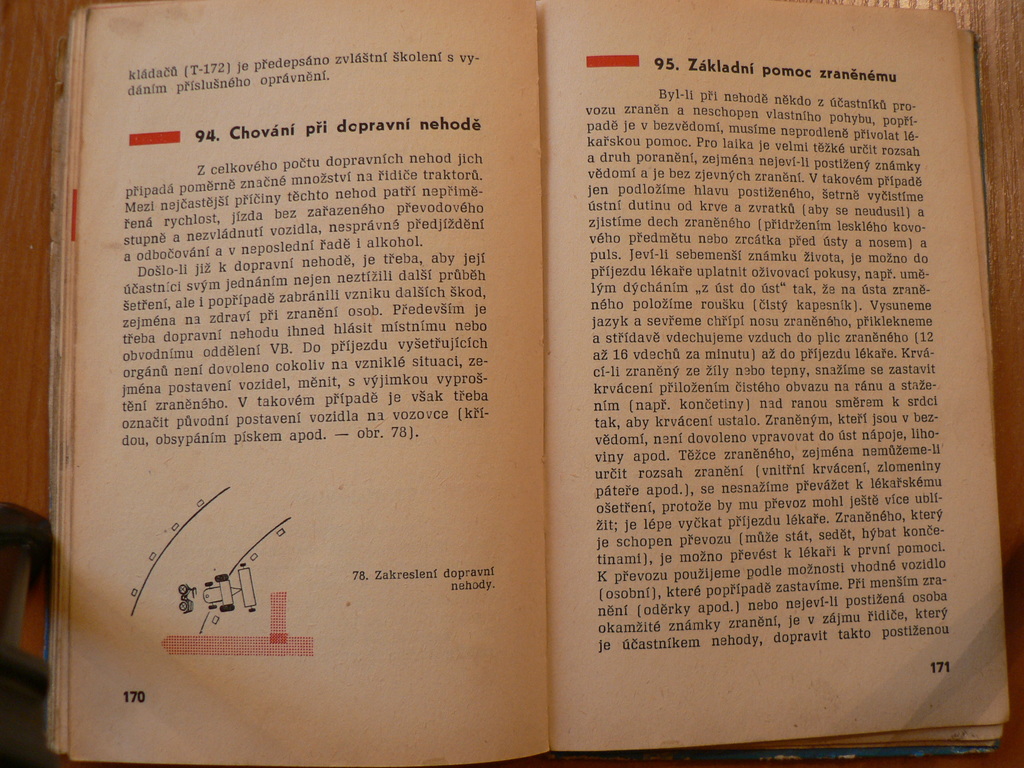 kládačů (T-172) je předepsáno zvláštní školení s vy-
dáním příslušného oprávnění.
94. Chování při dopravní nehodě
Z celkového počtu dopravních nehod jich
připadá poměrně značné množství na řidiče traktorů.
Mezi nejčastější příčiny těchto nehod patří nepřimě-
řená rychlost, jízda bez zařazeného převodového
stupně a nezvládnutí vozidla, nesprávné předjíždění
a odbočování a v neposlední řadě i alkohol.
Došlo-li již k dopravní nehodě, je třeba, aby její
účastníci svým jednáním nejen neztížili další průběh
šetření, ale i popřípadě zabránili vzniku dalších škod,
zejména na zdraví při zranění osob. Především je
třeba dopravní nehodu ihned hlásit místnímu nebo
obvodnímu oddělení VB. Do příjezdu vyšetřujících
orgánů není dovoleno cokoliv na vzniklé situaci, ze-
jména postavení vozidel, měnit, s výjimkou vyproš-
tění zraněného. V takovém případě je však třeba
označit původní postavení vozidla na vozovce (kří-
dou, obsypáním pískem apod. — obr. 78).
78. Zakreslení dopravní
nehody.
170
95. Základní pomoc zraněnému
Byl-li při nehodě někdo z účastníků pro-
vozu zraněn a neschopen vlastního pohybu, popří-
padě je v bezvědomí, musíme neprodleně přivolat lé-
kařskou pomoc. Pro laika je velmi těžké určit rozsah
a druh poranění, zejména nejeví-li postižený známky
vědomí a je bez zjevných zranění. V takovém případě
jen podložíme hlavu postiženého, šetrně vyčistíme
ústní dutinu od krve a zvratků (aby se neudusil) a
zjistíme dech zraněného (přidržením lesklého kovo-
vého předmětu nebo zrcátka před ústy a nosem) a
puls. Jeví-li sebemenší známku života, je možno do
příjezdu lékaře uplatnit oživovací pokusy, např. umě-
lým dýcháním „z úst do úst“ tak, že na ústa zraně-
ného položíme roušku (čistý kapesník). Vysuneme
jazyk a sevřeme chřípí nosu zraněného, přiklekneme
a střídavě vdechujeme vzduch do plic zraněného (12
až 16 vdechů za minutu) až do příjezdu lékaře. Krvá-
cí-li zraněný ze žíly nebo tepny, snažíme se zastavit
krvácení přiložením čistého obvazu na ránu a staže-
ním (např. končetiny) nad ranou směrem k srdci
tak, aby krvácení ustalo. Zraněným, kteří jsou v bez-
vědomí, není dovoleno vpravovat do úst nápoje, liho-
viny apod. Těžce zraněného, zejména nemůžeme-li
určit rozsah zranění (vnitřní krvácení, zlomeniny
páteře apod.), se nesnažíme převážet k lékařskému
ošetření, protože by mu převoz mohl ještě více ublí-
žit; je lépe vyčkat příjezdu lékaře. Zraněného, který
je schopen převozu (může stát, sedět, hýbat konče-
tinami), je možno převést k lékaři k první pomoci.
K převozu použijeme podle možnosti vhodné vozidlo
(osobní), které popřípadě zastavíme. Při menším zra-
nění (oděrky apod.) nebo nejeví-li postižená osoba
okamžité známky zranění, je v zájmu řidiče, který
je účastníkem nehody, dopravit takto postiženou
171